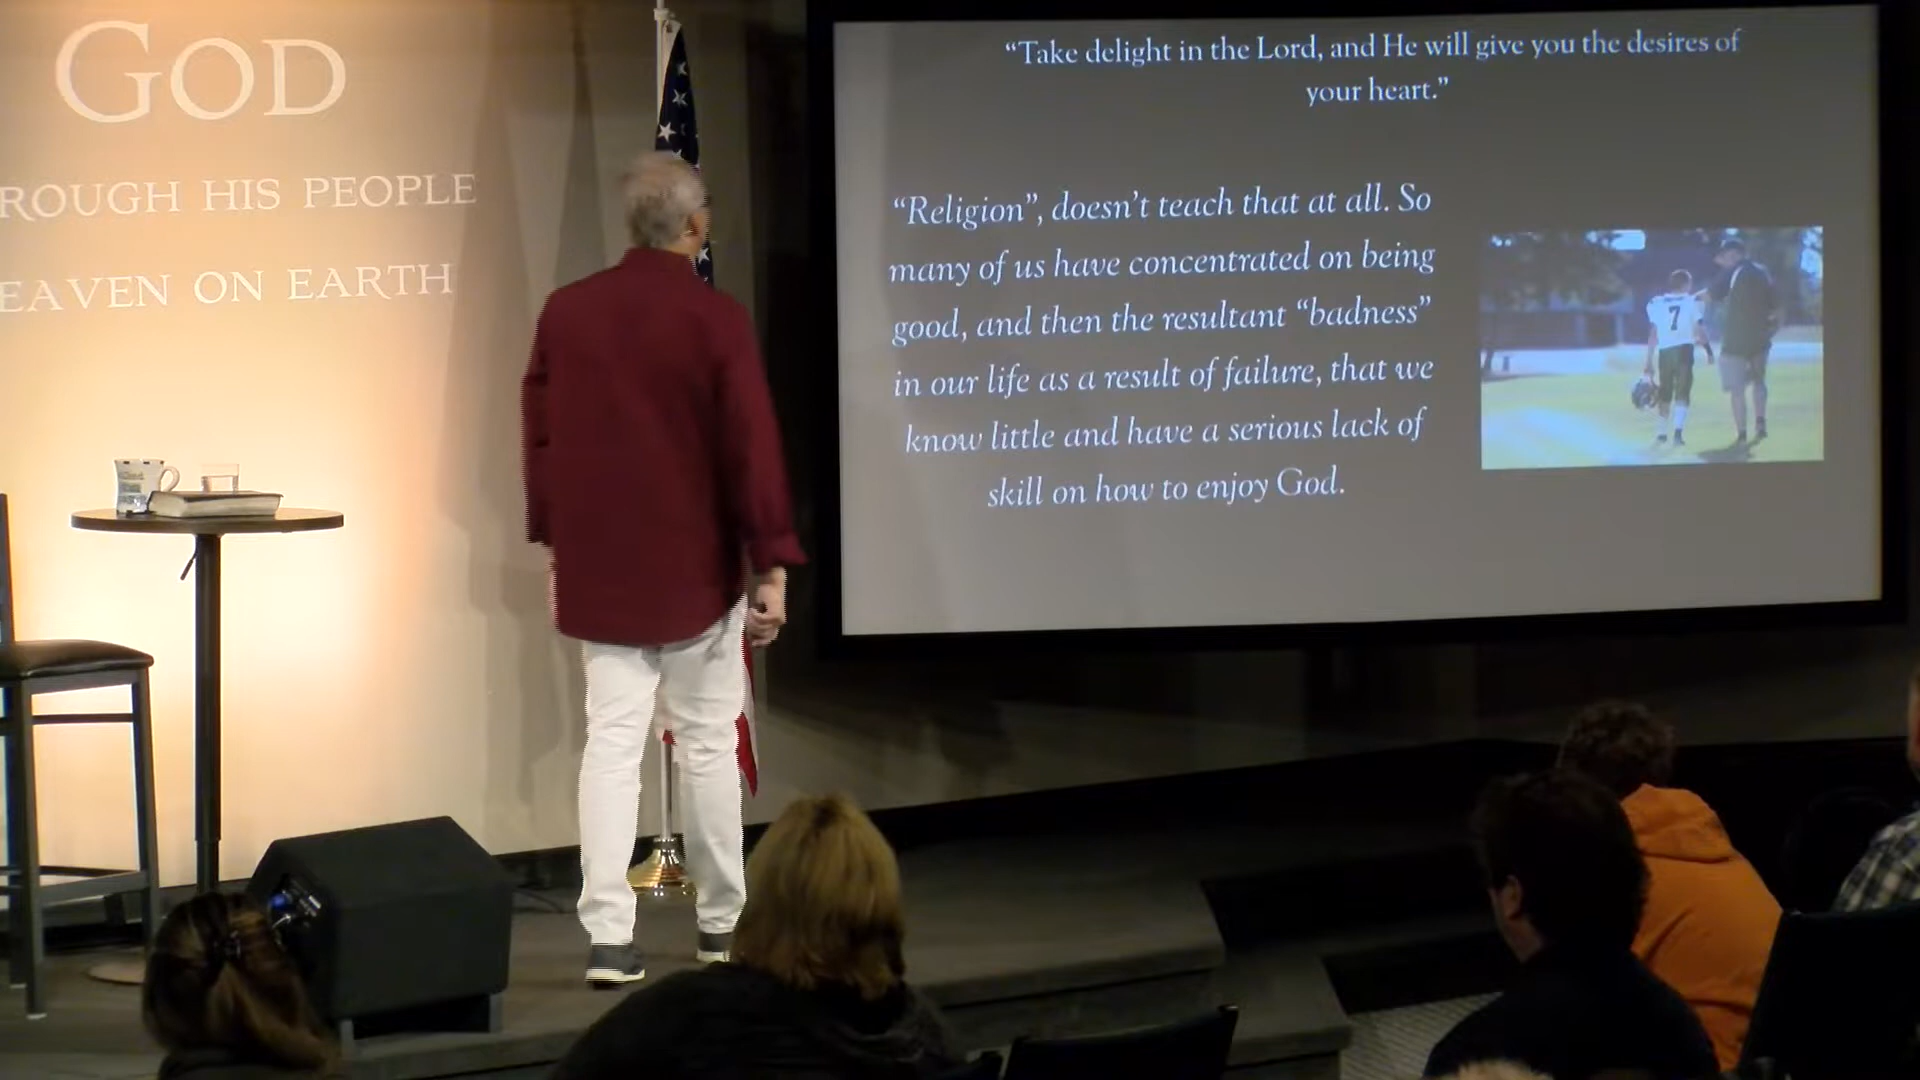 GOD
ROUGH HIS PEOPLE
EAVEN ON EARTH
“Take delight in the Lord, and He will give you the desires of
your heart.”
“Religion”, doesn’t teach that at all. So
many of us have concentrated on being
good, and then the resultant “badness”
in our life as a result of failure, that we
know little and have a serious lack of
skill on how to enjoy God.
7